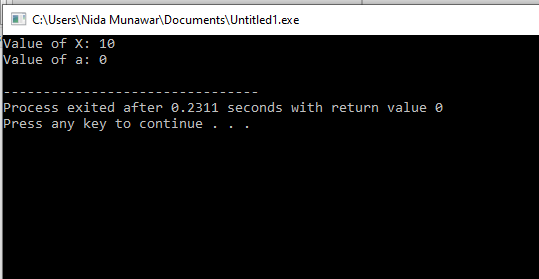 C:\Users\Nida Munawar\Documents\Untitled1.exe
Value of X: 10
Value of a: 0
--------------------------------
Process exited after 0.2311 seconds with return value 0
Press any key to continue . . .